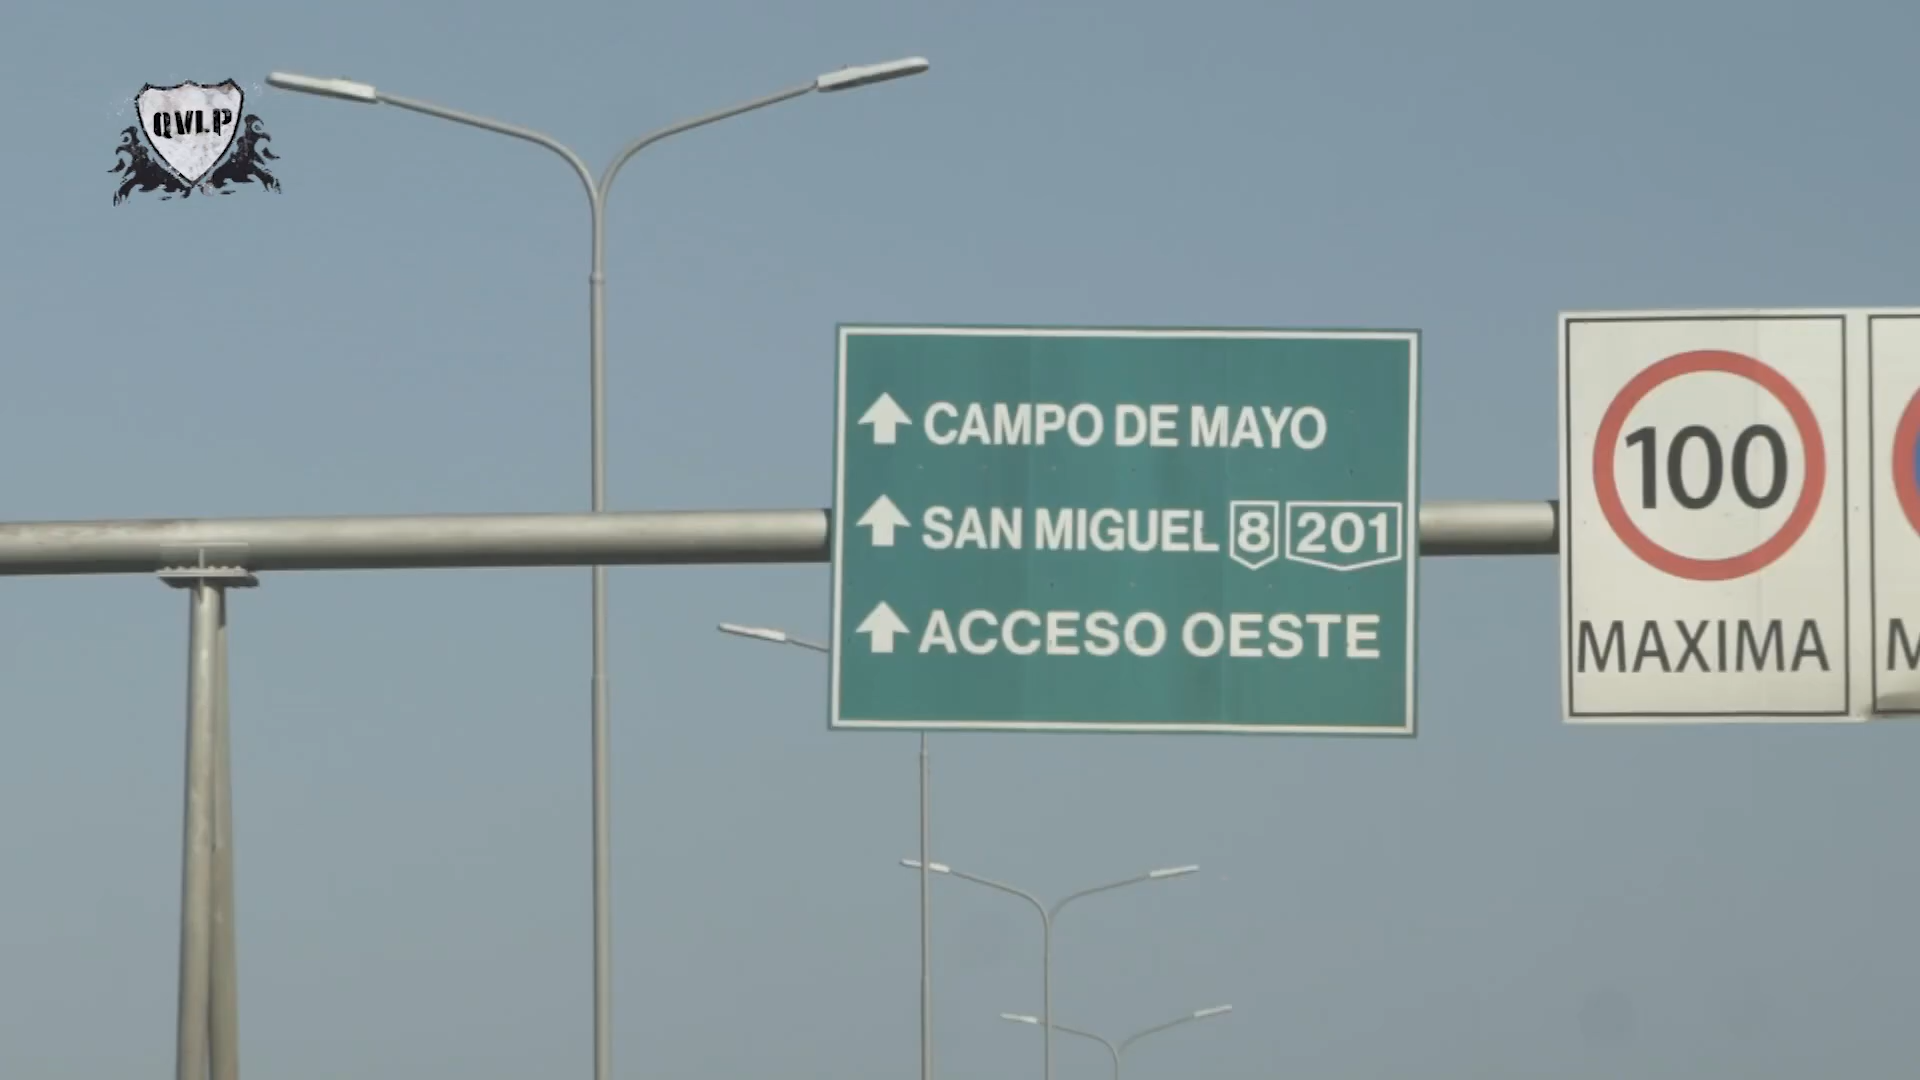 QVLP
CAMPO DE MAYO
SAN MIGUEL 8 201
ACCESO OESTE
100
MAXIMA
M